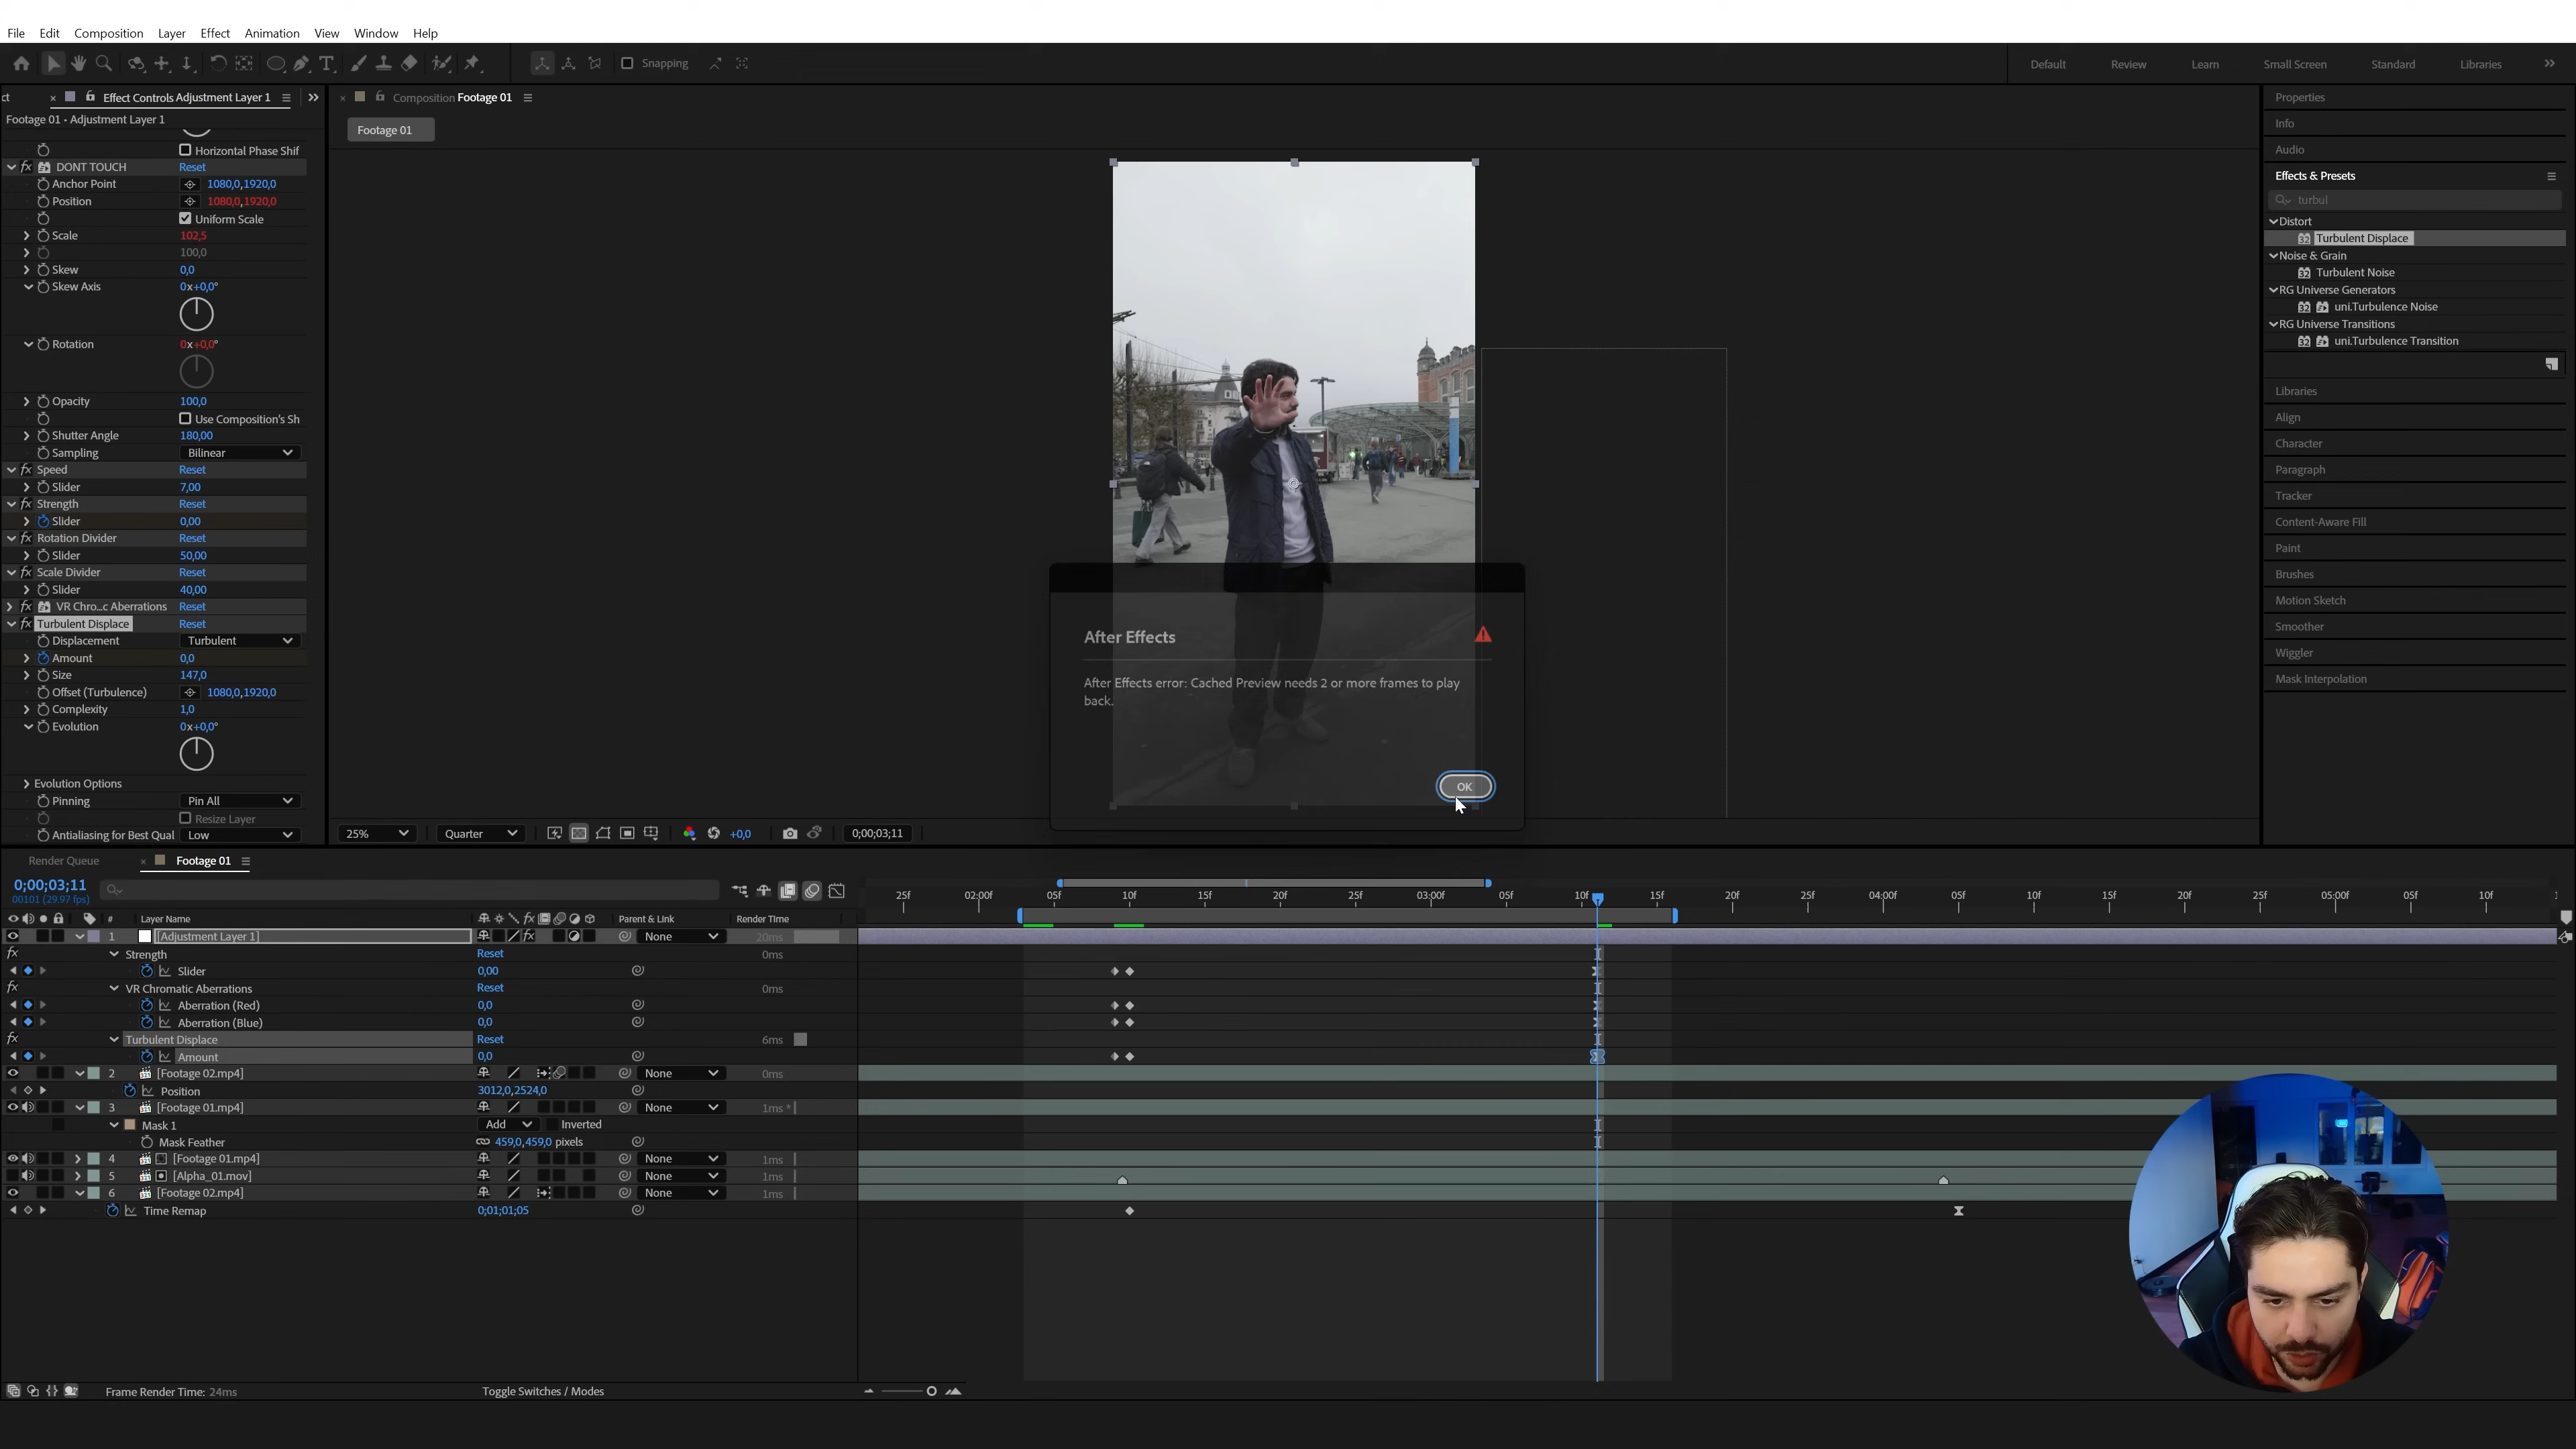 File Edit Composition Layer Effect Animation View Window Help
Snapping
Default Review Learn Small Screen Standard Libraries
ct Effect Controls Adjustment Layer 1
Footage 01 • Adjustment Layer 1
Horizontal Phase Shif
fx DONT TOUCH Reset
Anchor Point 1080,0,1920,0
Position 1080,0,1920,0
Uniform Scale
Scale 102,5
100,0
Skew 0,0
Skew Axis 0x+0,0°
Rotation 0x+0,0°
Opacity 100,0
Use Composition's Sh
Shutter Angle 180,00
Sampling Bilinear
fx Speed Reset
Slider 7,00
fx Strength Reset
Slider 0,00
fx Rotation Divider Reset
Slider 50,00
fx Scale Divider Reset
Slider 40,00
fx VR Chro...c Aberrations Reset
fx Turbulent Displace Reset
Displacement Turbulent
Amount 0,0
Size 147,0
Offset (Turbulence) 1080,0,1920,0
Complexity 1,0
Evolution 0x+0,0°
Evolution Options
Pinning Pin All
Resize Layer
Antialiasing for Best Qual Low
Composition Footage 01
Footage 01
After Effects
After Effects error: Cached Preview needs 2 or more frames to play
back.
OK
25% Quarter +0,0 0;00;03;11
Properties
Info
Audio
Effects & Presets
turbul
Distort
32 Turbulent Displace
Noise & Grain
32 Turbulent Noise
RG Universe Generators
32 uni.Turbulence Noise
RG Universe Transitions
32 uni.Turbulence Transition
Libraries
Align
Character
Paragraph
Tracker
Content-Aware Fill
Paint
Brushes
Motion Sketch
Smoother
Wiggler
Mask Interpolation
Render Queue Footage 01
0;00;03;11
00101 (29.97 fps)
25f 02:00f 05f 10f 15f 20f 25f 03:00f 05f 10f 15f 04:00f 05f 10f 15f 20f 25f 05:00f 05f 10f
# Layer Name fx Parent & Link Render Time
1 [Adjustment Layer 1] fx None 20ms
fx Strength Reset 0ms
Slider 0,00
fx VR Chromatic Aberrations Reset 0ms
Aberration (Red) 0,0
Aberration (Blue) 0,0
fx Turbulent Displace Reset 6ms
Amount 0,0
2 [Footage 02.mp4] None 0ms
Position 3012,0,2524,0
3 [Footage 01.mp4] None 1ms *
Mask 1 Add Inverted
Mask Feather 459,0,459,0 pixels
4 [Footage 01.mp4] None 1ms
5 [Alpha_01.mov] None 1ms
6 [Footage 02.mp4] None 1ms
Time Remap 0;01;01;05
Frame Render Time: 24ms Toggle Switches / Modes